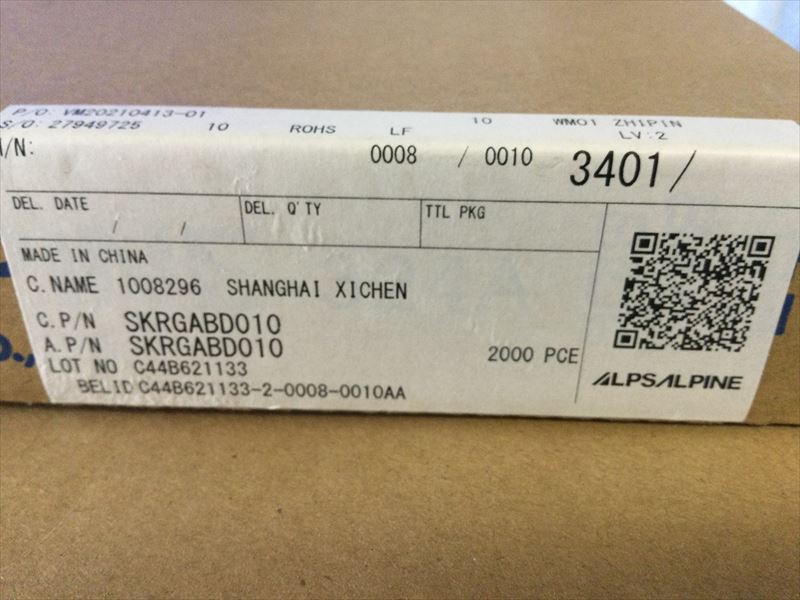 P/O: VM20210413-01
S/O: 27949725 10 ROHS LF 10 WM01 ZHIPIN
LV:2
/N: 0008 / 0010 3401/
DEL. DATE / / DEL. Q'TY TTL PKG
MADE IN CHINA
C.NAME 1008296 SHANGHAI XICHEN
C.P/N SKRGABD010
A.P/N SKRGABD010 2000 PCE
LOT NO C44B621133
BELID C44B621133-2-0008-0010AA
ALPSALPINE